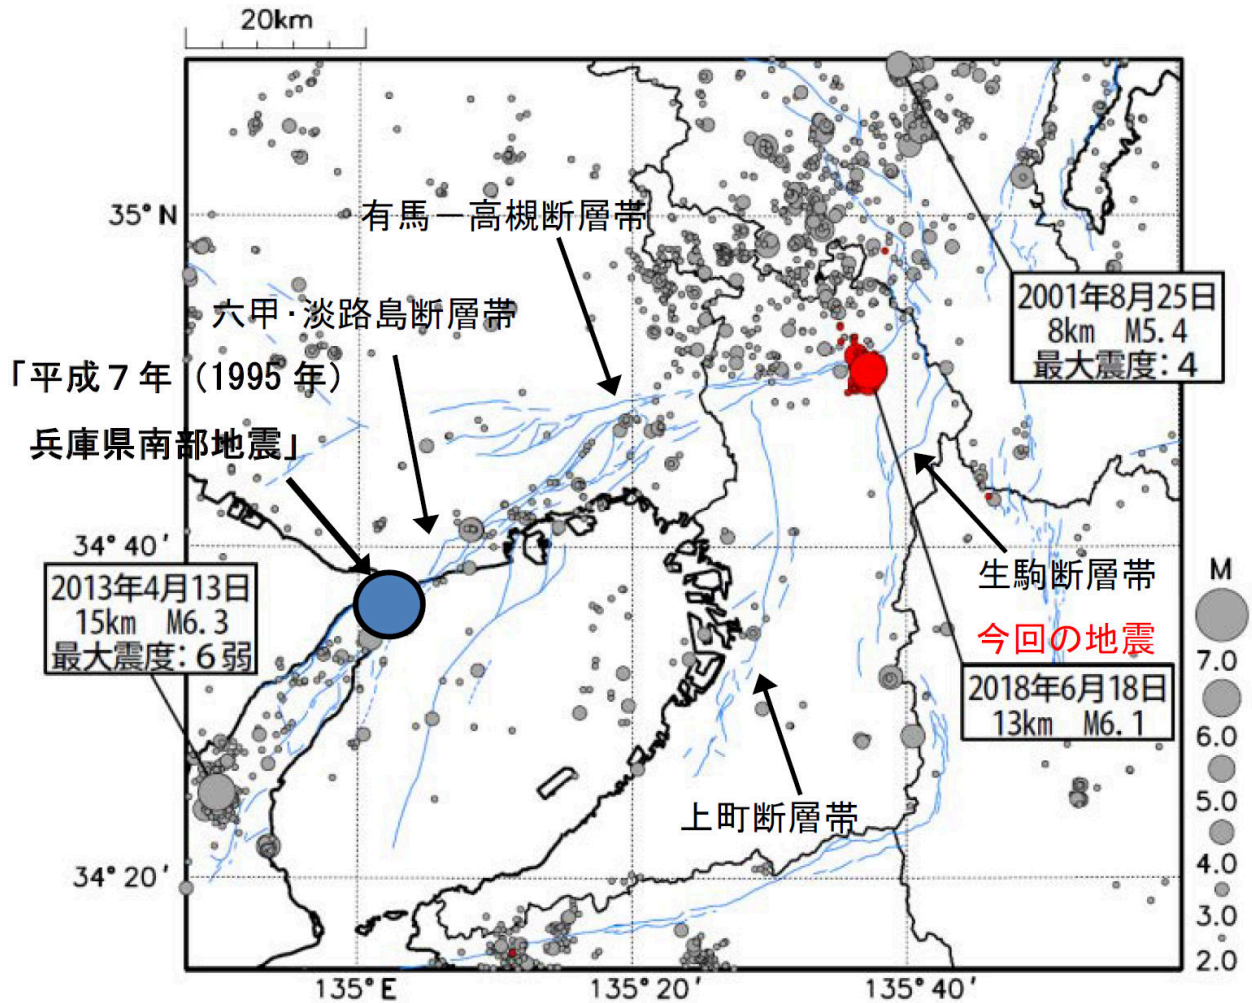 20km
35°N
有馬－高槻断層帯
六甲・淡路島断層帯
「平成７年（1995 年）
兵庫県南部地震」
2001年8月25日
8km M5.4
最大震度：4
34°40′
2013年4月13日
15km M6.3
最大震度：6弱
生駒断層帯
今回の地震
2018年6月18日
13km M6.1
上町断層帯
34°20′
135°E
135°20′
135°40′
M
7.0
6.0
5.0
4.0
3.0
2.0